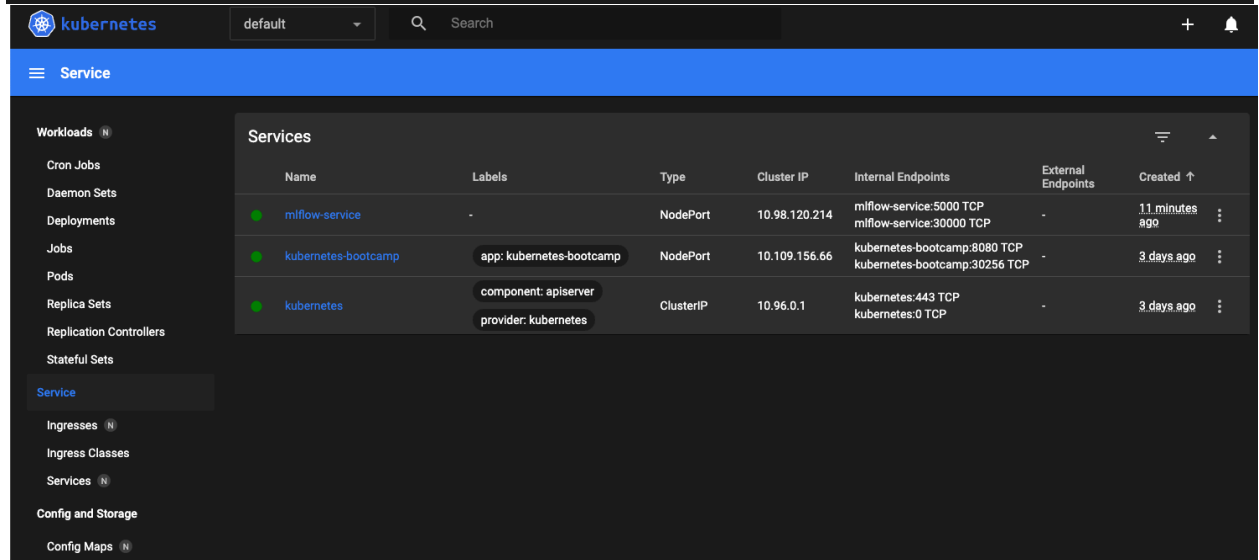 kubernetes
default
Search
Service
Workloads N
Cron Jobs
Daemon Sets
Deployments
Jobs
Pods
Replica Sets
Replication Controllers
Stateful Sets
Service
Ingresses N
Ingress Classes
Services N
Config and Storage
Config Maps N
Services
Name Labels Type Cluster IP Internal Endpoints External Endpoints Created ↑
mlflow-service - NodePort 10.98.120.214 mlflow-service:5000 TCP - 11 minutes ago
mlflow-service:30000 TCP
kubernetes-bootcamp app: kubernetes-bootcamp NodePort 10.109.156.66 kubernetes-bootcamp:8080 TCP - 3 days ago
kubernetes-bootcamp:30256 TCP
kubernetes component: apiserver ClusterIP 10.96.0.1 kubernetes:443 TCP - 3 days ago
provider: kubernetes kubernetes:0 TCP